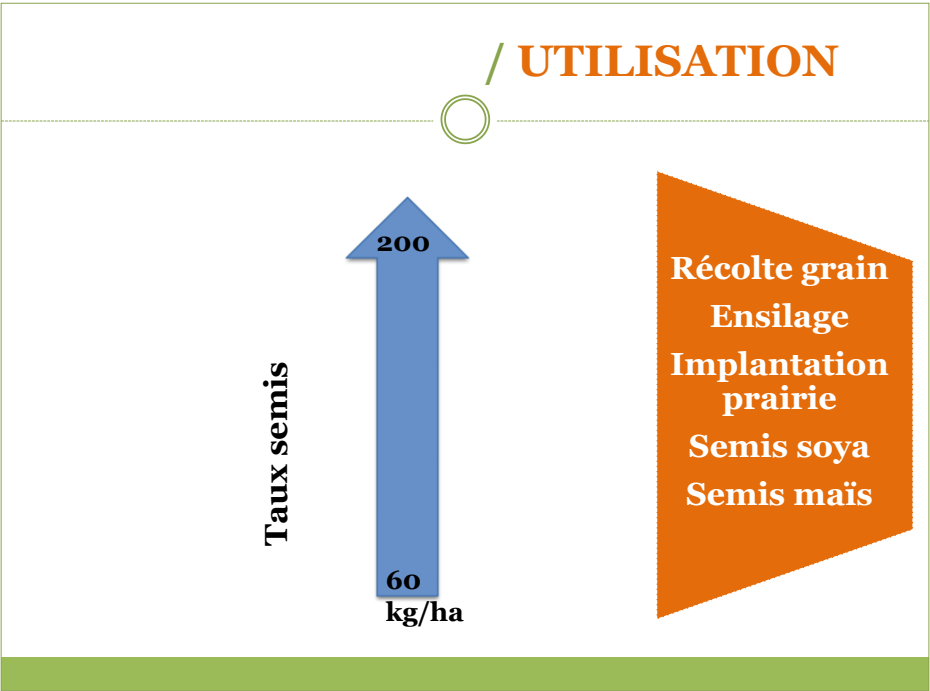 / UTILISATION
200
Taux semis
60
kg/ha
Récolte grain
Ensilage
Implantation
prairie
Semis soya
Semis maïs